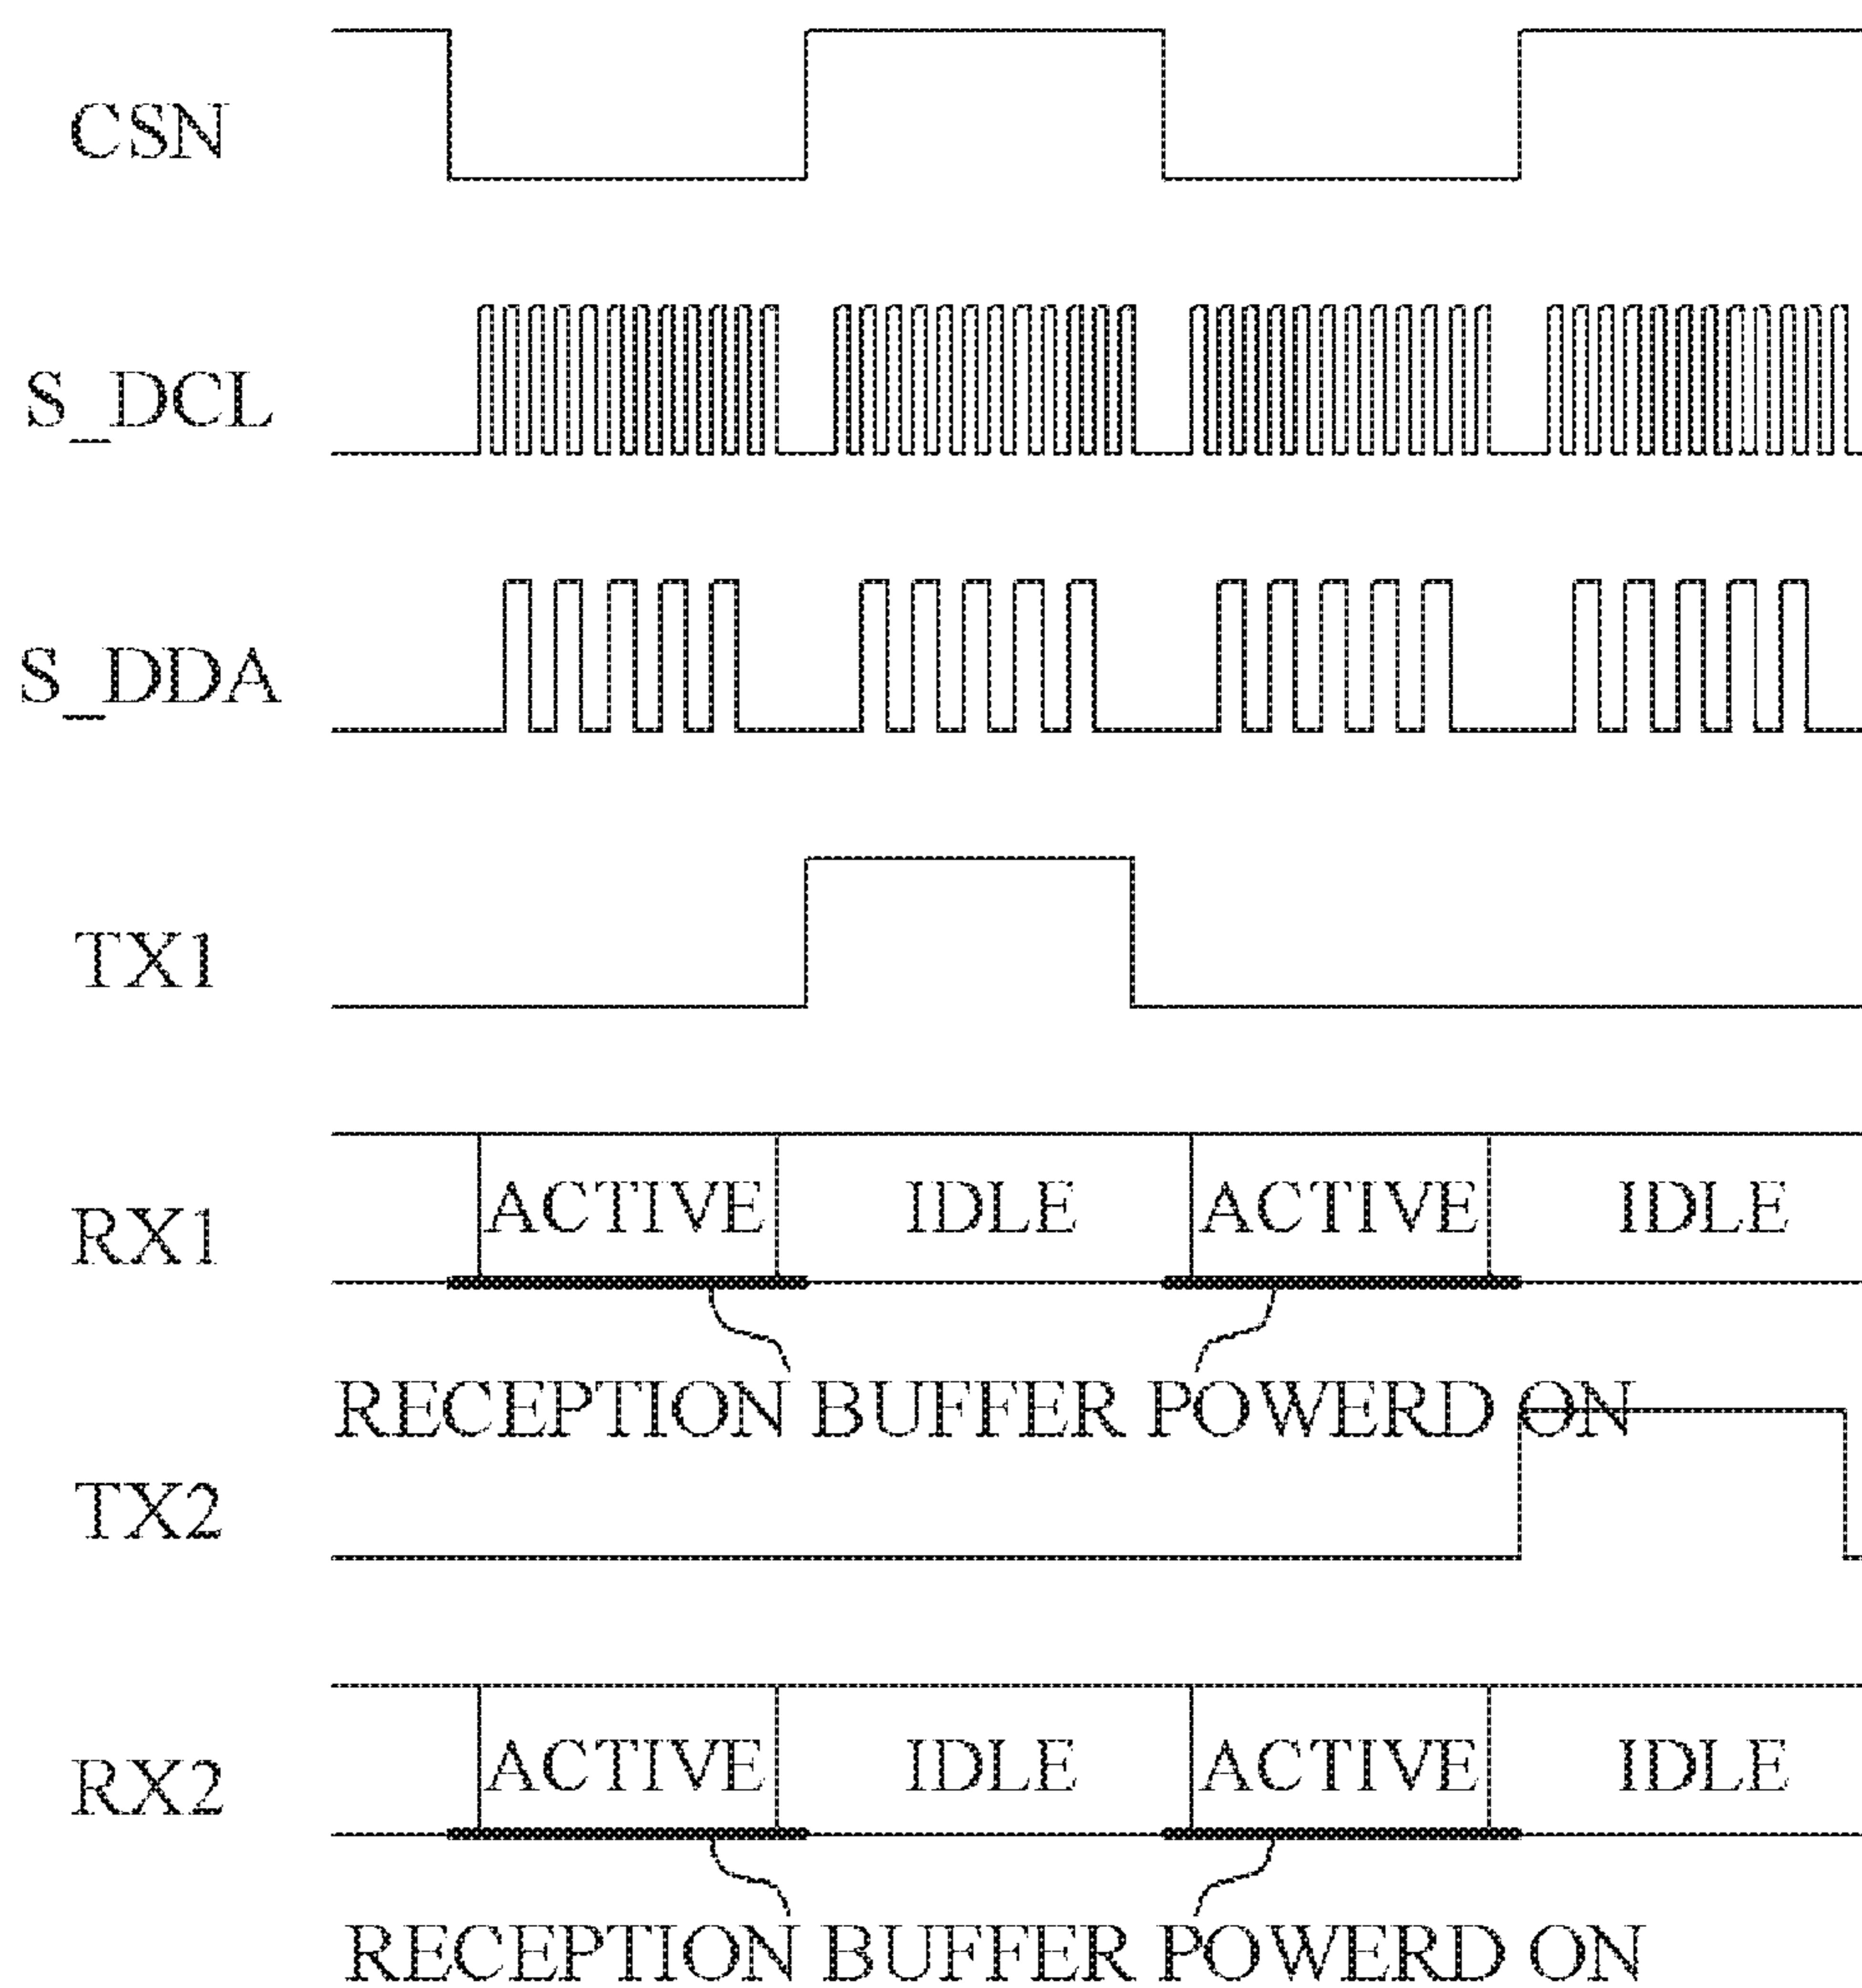 CSN
S_DCL
S_DDA
TX1
RX1
ACTIVE IDLE ACTIVE IDLE
RECEPTION BUFFER POWERD ON
TX2
RX2
ACTIVE IDLE ACTIVE IDLE
RECEPTION BUFFER POWERD ON